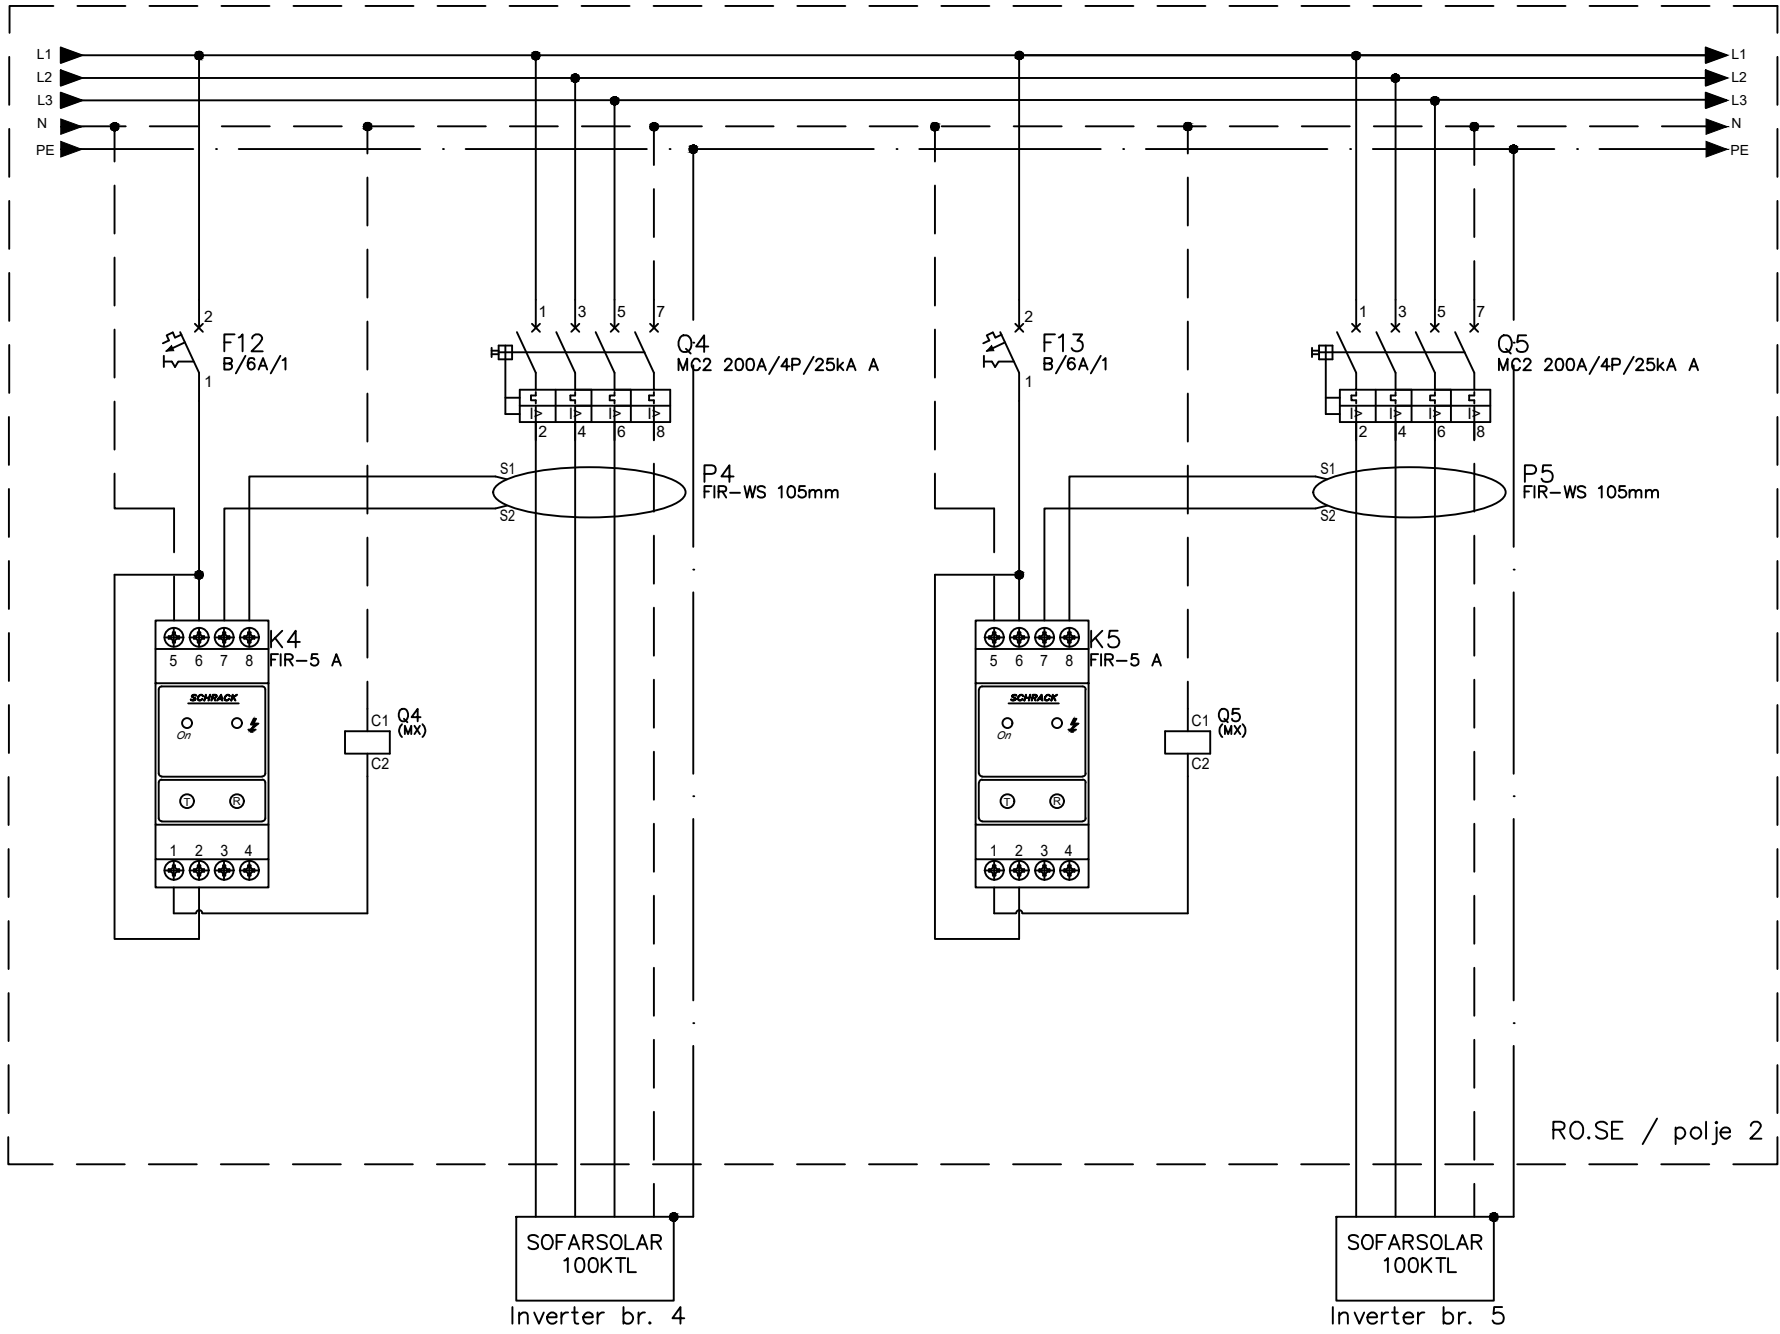 L1 L1
L2 L2
L3 L3
N N
PE PE
2 1 3 5 7 2 1 3 5 7
F12 Q4 F13 Q5
B/6A/1 MC2 200A/4P/25kA A B/6A/1 MC2 200A/4P/25kA A
1 1
I> I> I> I> I> I> I> I>
2 4 6 8 2 4 6 8
S1 P4 S1 P5
FIR-WS 105mm FIR-WS 105mm
S2 S2
K4 K5
5 6 7 8 FIR-5 A 5 6 7 8 FIR-5 A
SCHRACK SCHRACK
C1 Q4 C1 Q5
(MX) (MX)
On On
C2 C2
T R T R
1 2 3 4 1 2 3 4
RO.SE / polje 2
SOFARSOLAR SOFARSOLAR
100KTL 100KTL
Inverter br. 4 Inverter br. 5